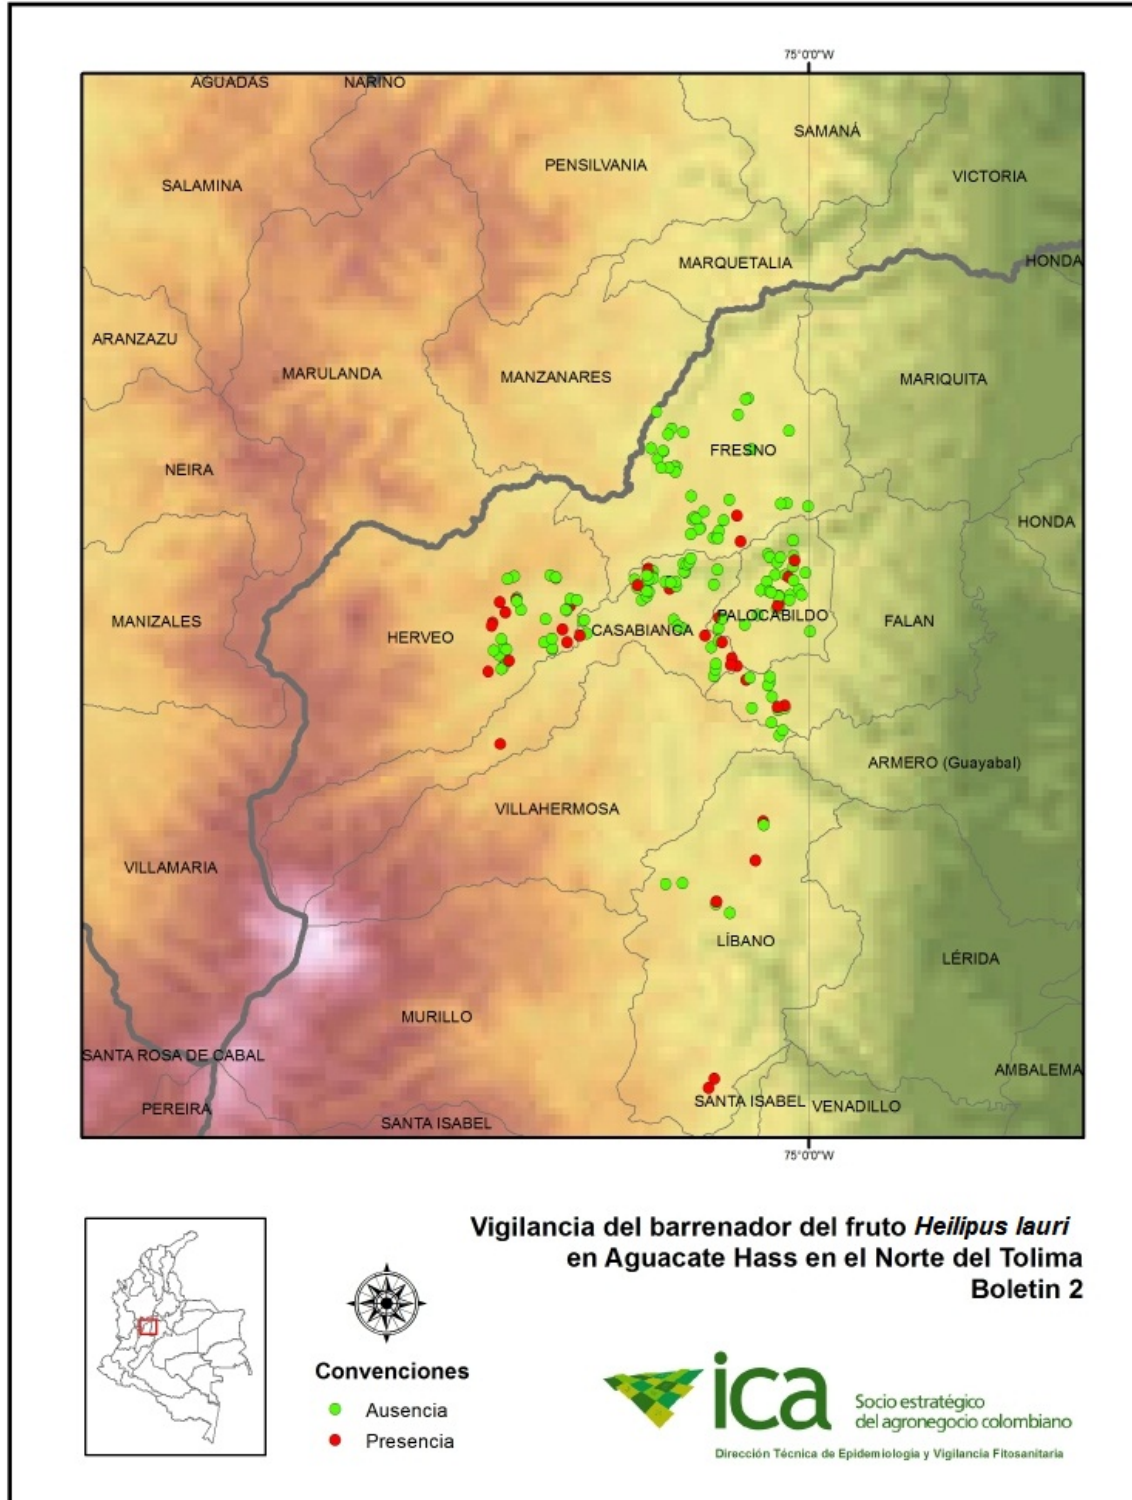 75°0'0"W
AGUADAS
NARIÑO
SAMANÁ
PENSILVANIA
VICTORIA
SALAMINA
MARQUETALIA
HONDA
ARANZAZU
MARULANDA
MANZANARES
MARIQUITA
FRESNO
NEIRA
HONDA
MANIZALES
HERVEO
CASABIANCA
PALOCABILDO
FALAN
ARMERO (Guayabal)
VILLAHERMOSA
VILLAMARIA
LÍBANO
LÉRIDA
MURILLO
SANTA ROSA DE CABAL
AMBALEMA
PEREIRA
SANTA ISABEL
VENADILLO
SANTA ISABEL
75°0'0"W
Vigilancia del barrenador del fruto Heilipus lauri
en Aguacate Hass en el Norte del Tolima
Boletin 2
Convenciones
Ausencia
Presencia
ica
Socio estratégico
del agronegocio colombiano
Dirección Técnica de Epidemiología y Vigilancia Fitosanitaria